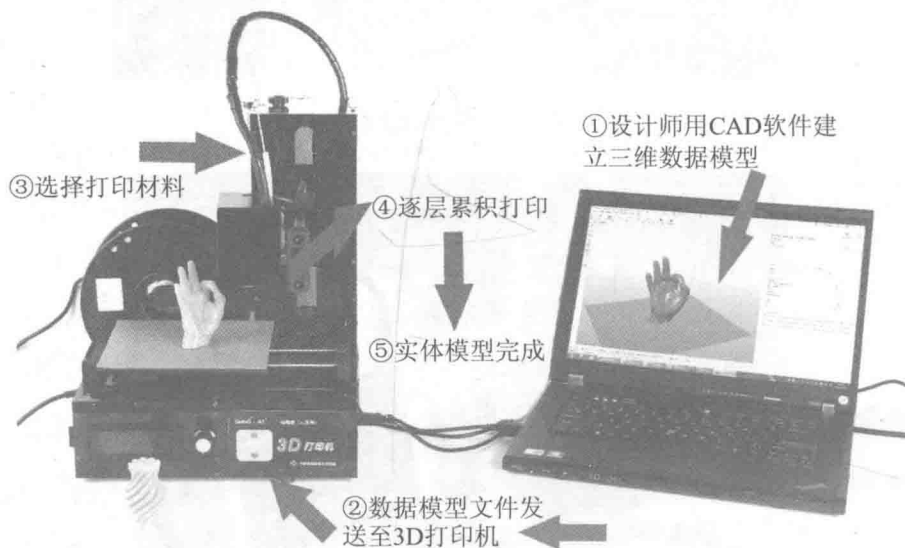 ①设计师用CAD软件建
立三维数据模型
③选择打印材料
④逐层累积打印
⑤实体模型完成
3D打印机
②数据模型文件发
送至3D打印机